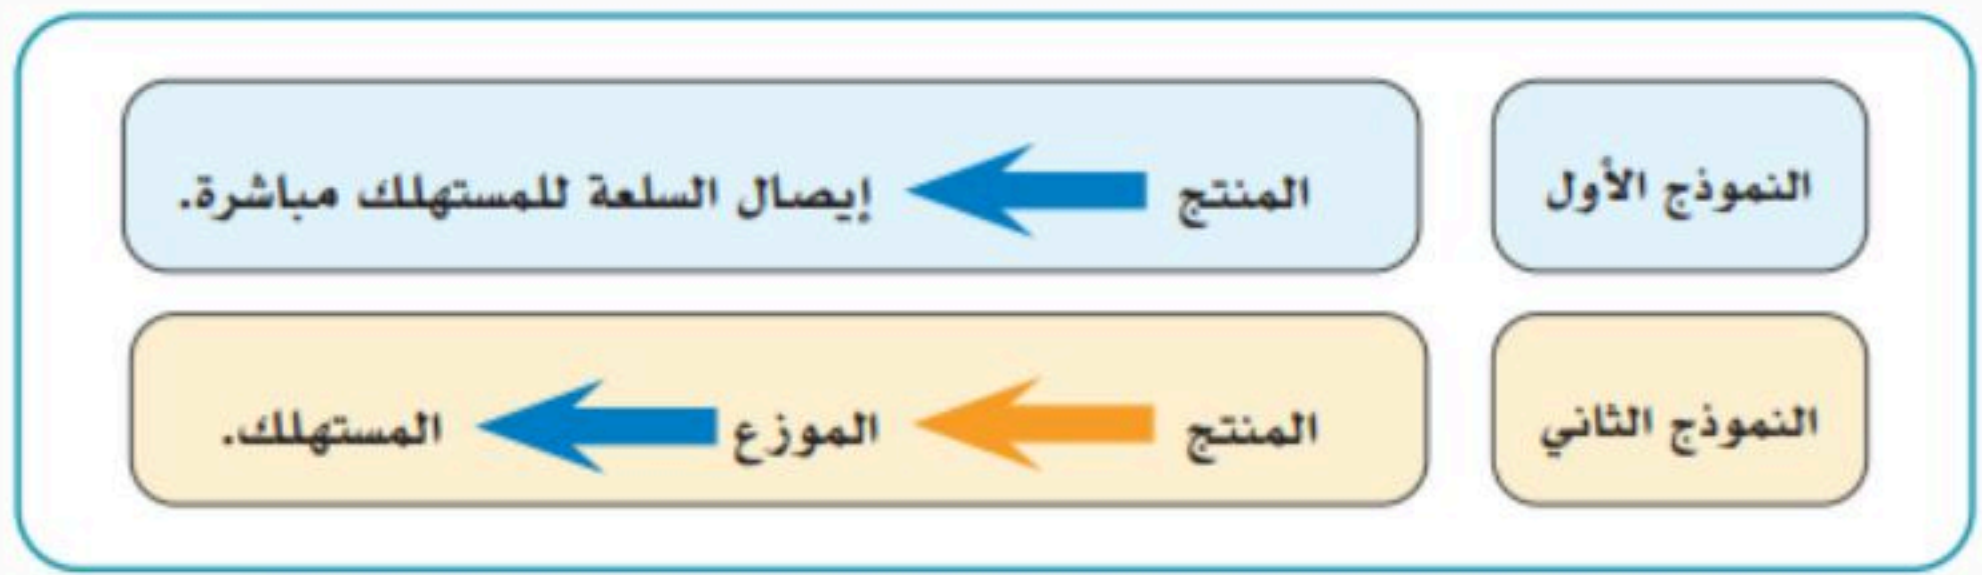 النموذج الأول
المنتج إيصال السلعة للمستهلك مباشرة.
النموذج الثاني
المنتج الموزع المستهلك.